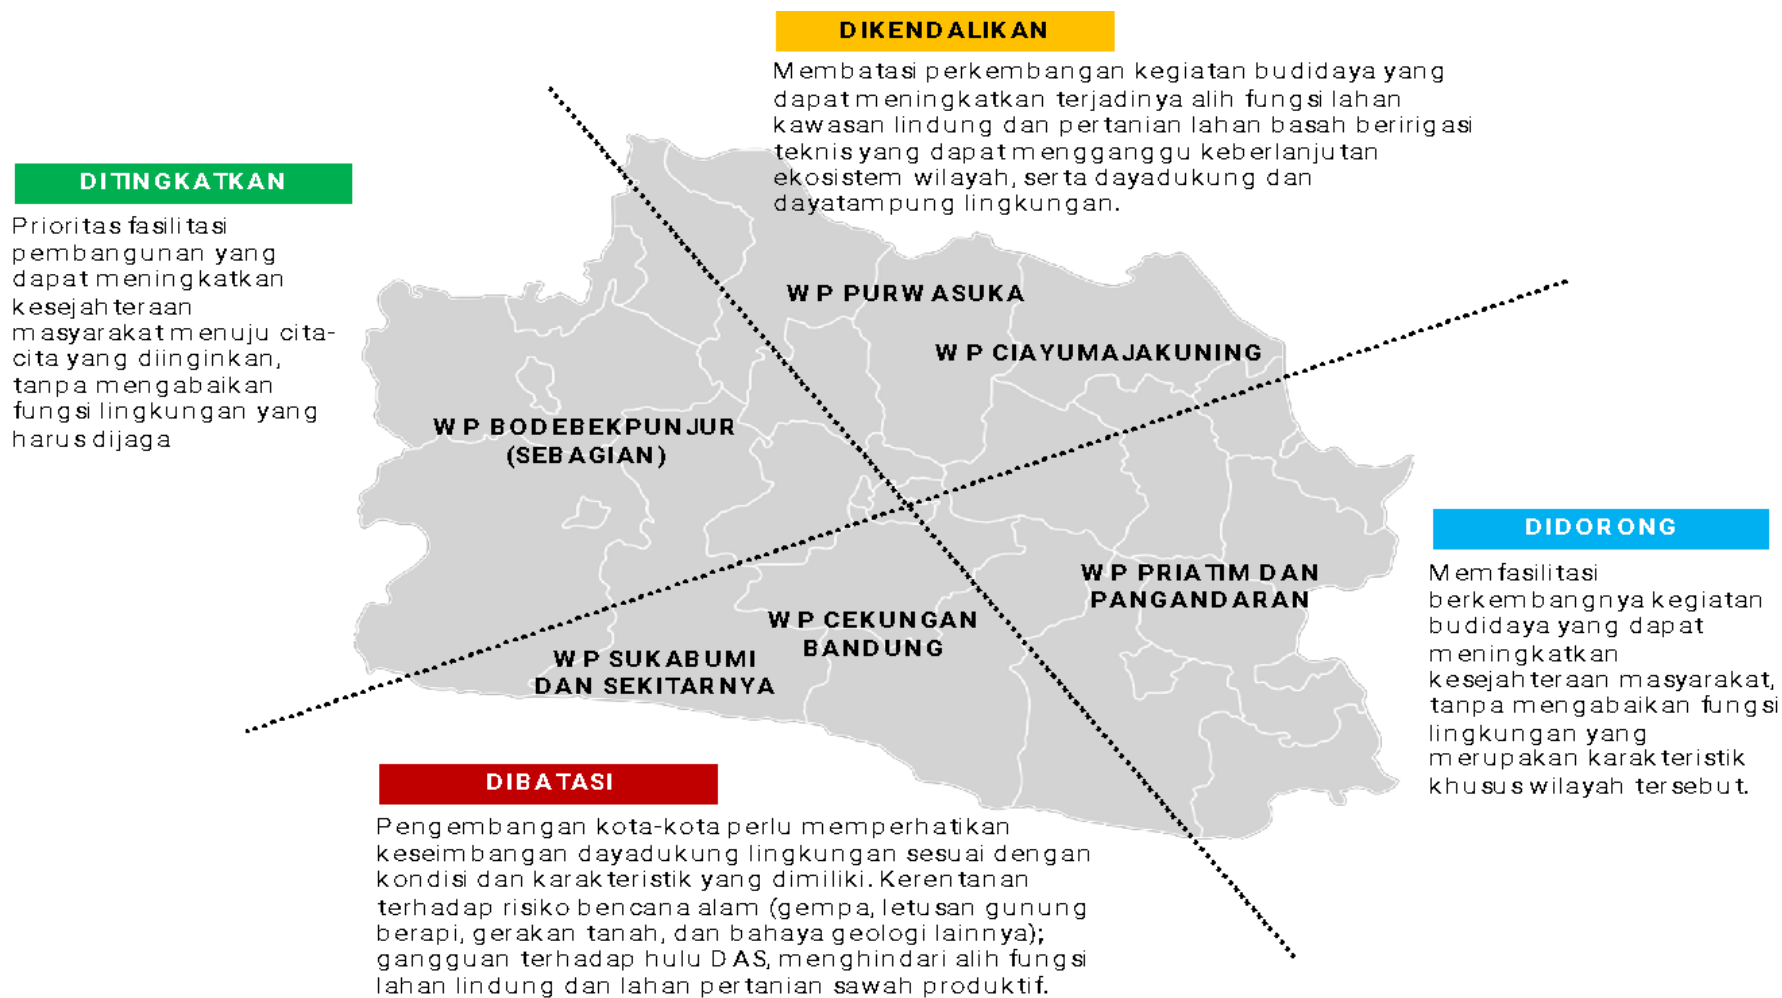 DIKENDALIKAN
Membatasi perkembangan kegiatan budidaya yang
dapat meningkatkan terjadinya alih fungsi lahan
kawasan lindung dan pertanian lahan basah beririgasi
teknis yang dapat mengganggu keberlanjutan
ekosistem wilayah, serta dayadukung dan
dayatampung lingkungan.
DITINGKATKAN
Prioritas fasilitasi
pembangunan yang
dapat meningkatkan
kesejahteraan
masyarakat menuju cita-
cita yang diinginkan,
tanpa mengabaikan
fungsi lingkungan yang
harus dijaga
WP PURWASUKA
WP CIAYUMAJAKUNING
WP BODEBEKPUNJUR
(SEBAGIAN)
WP PRIATIM DAN
PANGANDARAN
WP CEKUNGAN
BANDUNG
WP SUKABUMI
DAN SEKITARNYA
DIDORONG
Memfasilitasi
berkembangnya kegiatan
budidaya yang dapat
meningkatkan
kesejahteraan masyarakat,
tanpa mengabaikan fungsi
lingkungan yang
merupakan karakteristik
khusus wilayah tersebut.
DIBATASI
Pengembangan kota-kota perlu memperhatikan
keseimbangan dayadukung lingkungan sesuai dengan
kondisi dan karakteristik yang dimiliki. Kerentanan
terhadap risiko bencana alam (gempa, letusan gunung
berapi, gerakan tanah, dan bahaya geologi lainnya);
gangguan terhadap hulu DAS, menghindari alih fungsi
lahan lindung dan lahan pertanian sawah produktif.